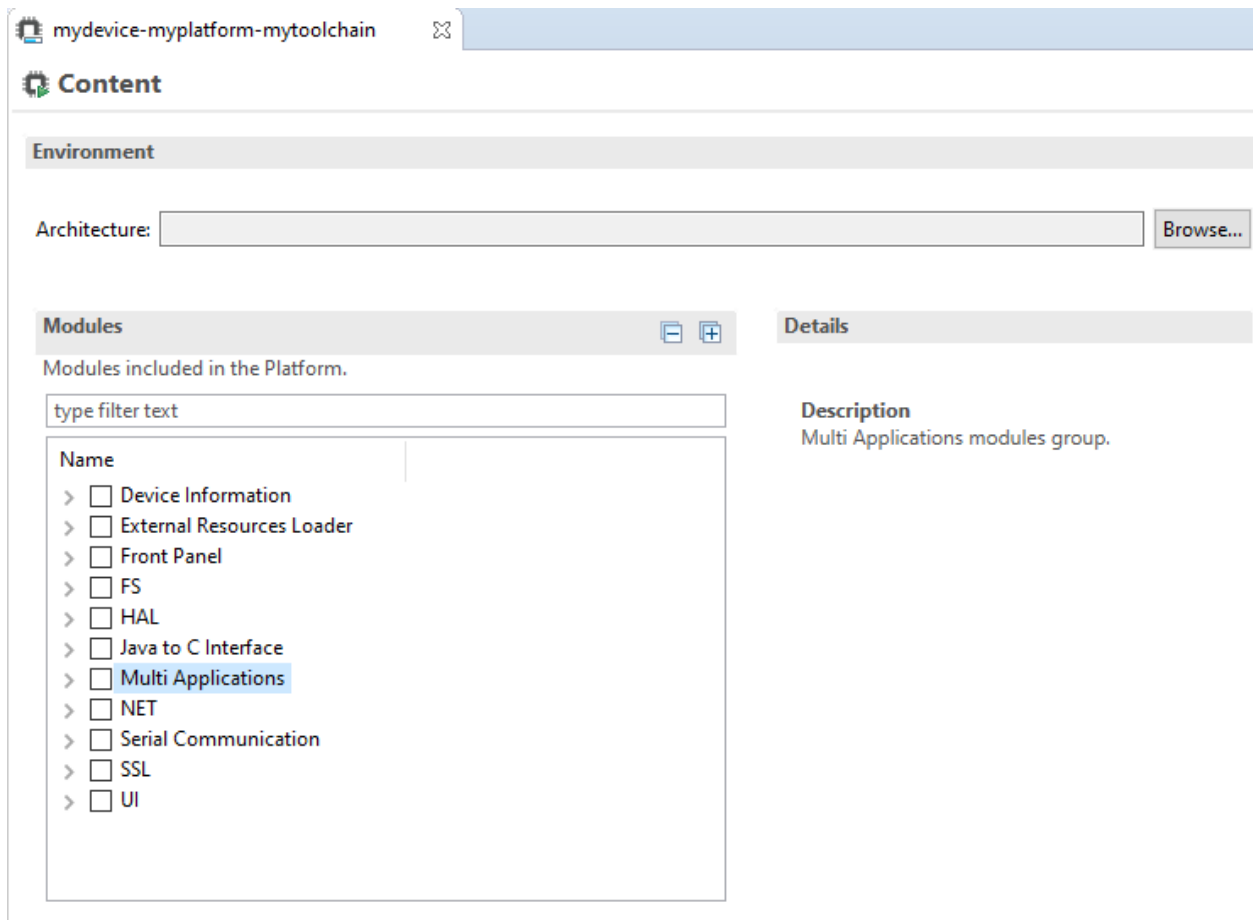 mydevice-myplatform-mytoolchain
Content
Environment
Architecture:
Browse...
Modules
Modules included in the Platform.
type filter text
Name
Device Information
External Resources Loader
Front Panel
FS
HAL
Java to C Interface
Multi Applications
NET
Serial Communication
SSL
UI
Details
Description
Multi Applications modules group.